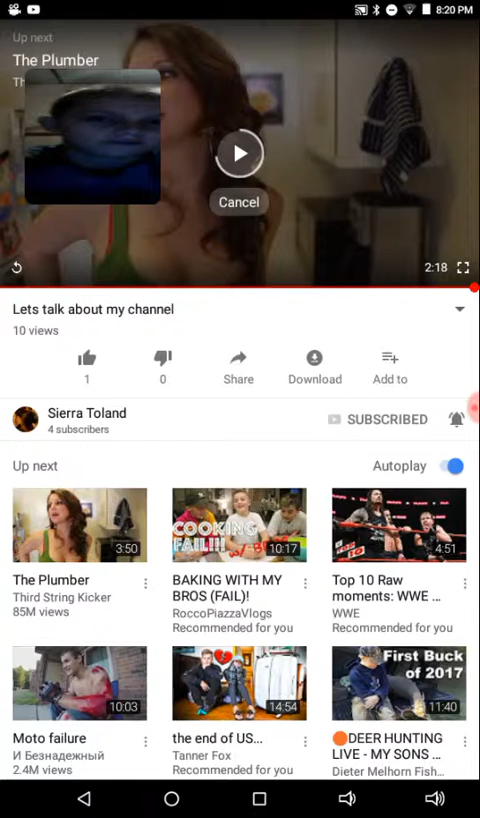 8:20 PM
Up next
The Plumber
Th
Cancel
2:18
Lets talk about my channel
10 views
1
0
Share
Download
Add to
Sierra Toland
SUBSCRIBED
4 subscribers
Up next
Autoplay
3:50
COOKING
FAIL!!!
10:17
4:51
The Plumber
Third String Kicker
85M views
BAKING WITH MY
BROS (FAIL)!
RoccoPiazzaVlogs
Recommended for you
Top 10 Raw
moments: WWE ...
WWE
Recommended for you
10:03
14:54
First Buck
of 2017
11:40
Moto failure
И Безнадежный
2.4M views
the end of US...
Tanner Fox
Recommended for you
DEER HUNTING
LIVE - MY SONS ...
Dieter Melhorn Fish...